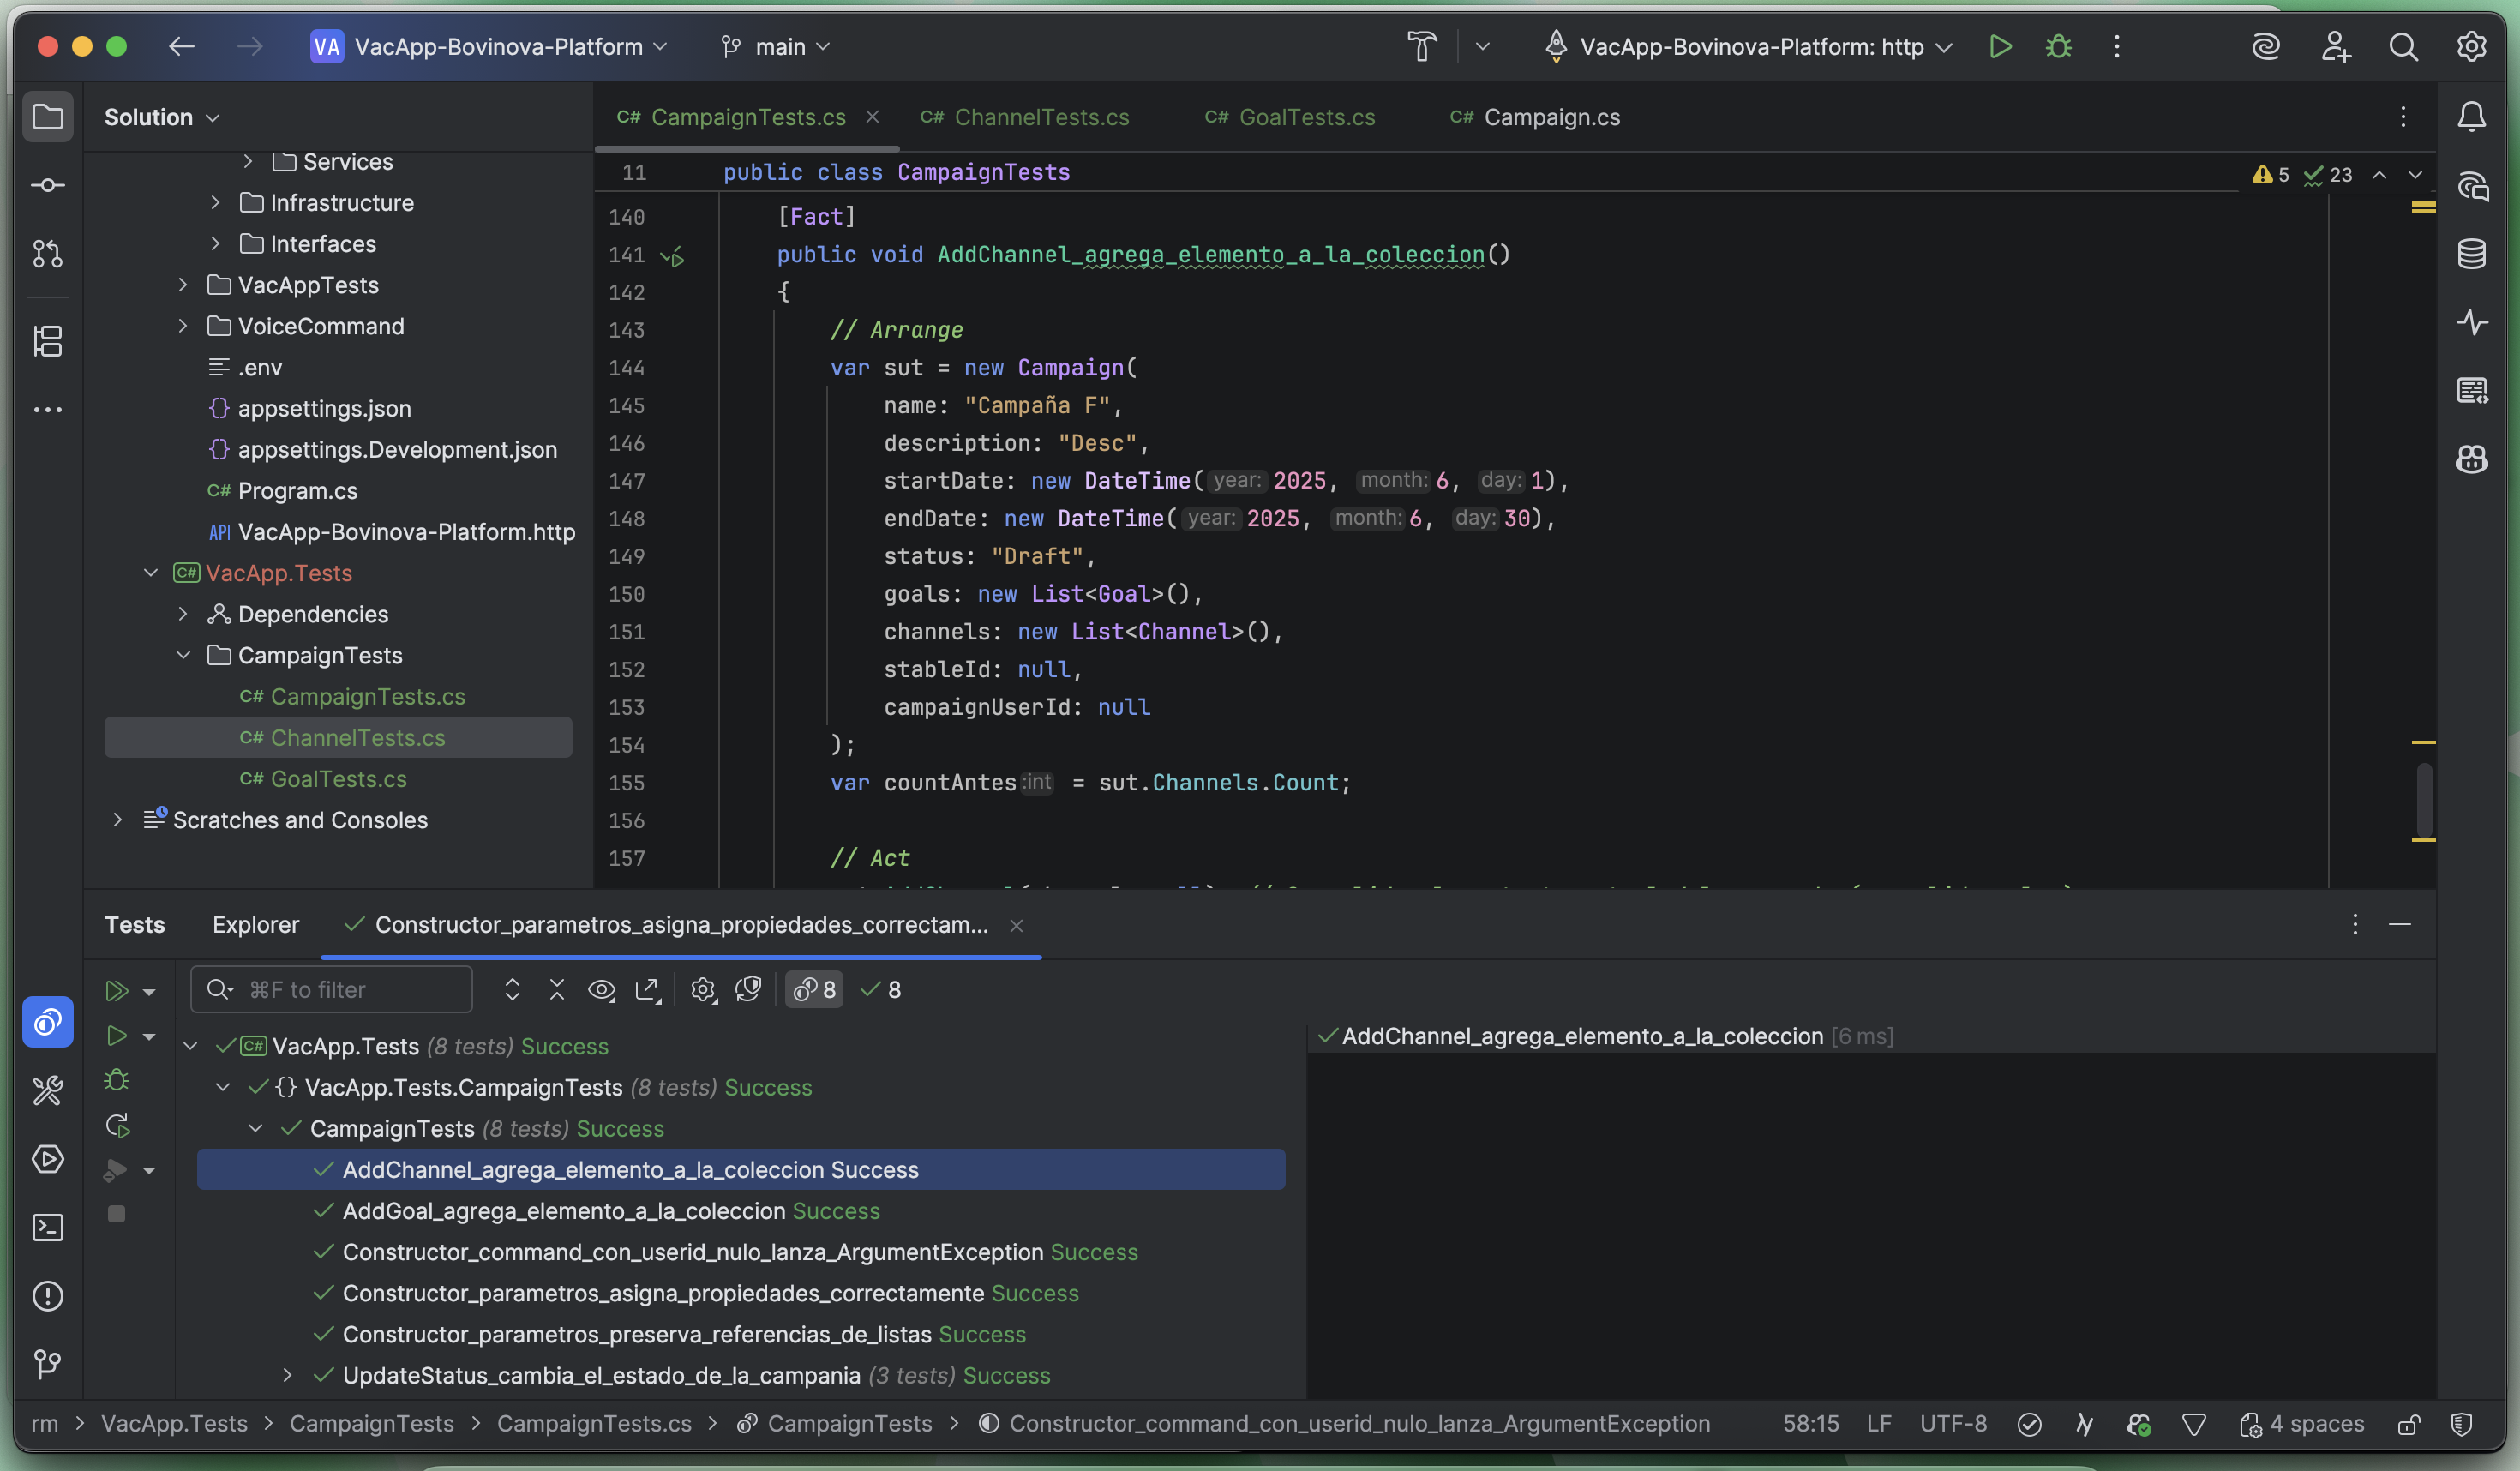 VA VacApp-Bovinova-Platform main VacApp-Bovinova-Platform: http
Solution
Services
Infrastructure
Interfaces
VacAppTests
VoiceCommand
.env
{} appsettings.json
{} appsettings.Development.json
C# Program.cs
API VacApp-Bovinova-Platform.http
C# VacApp.Tests
Dependencies
CampaignTests
C# CampaignTests.cs
C# ChannelTests.cs
C# GoalTests.cs
Scratches and Consoles
C# CampaignTests.cs C# ChannelTests.cs C# GoalTests.cs C# Campaign.cs
11 public class CampaignTests 5 23
140 [Fact]
141 public void AddChannel_agrega_elemento_a_la_coleccion()
142 {
143 // Arrange
144 var sut = new Campaign(
145 name: "Campaña F",
146 description: "Desc",
147 startDate: new DateTime(year: 2025, month: 6, day: 1),
148 endDate: new DateTime(year: 2025, month: 6, day: 30),
149 status: "Draft",
150 goals: new List<Goal>(),
151 channels: new List<Channel>(),
152 stableId: null,
153 campaignUserId: null
154 );
155 var countAntes:int = sut.Channels.Count;
156
157 // Act
Tests Explorer Constructor_parametros_asigna_propiedades_correctam...
⌘F to filter 8 8
C# VacApp.Tests (8 tests) Success
{} VacApp.Tests.CampaignTests (8 tests) Success
CampaignTests (8 tests) Success
AddChannel_agrega_elemento_a_la_coleccion Success
AddGoal_agrega_elemento_a_la_coleccion Success
Constructor_command_con_userid_nulo_lanza_ArgumentException Success
Constructor_parametros_asigna_propiedades_correctamente Success
Constructor_parametros_preserva_referencias_de_listas Success
UpdateStatus_cambia_el_estado_de_la_campania (3 tests) Success
AddChannel_agrega_elemento_a_la_coleccion [6 ms]
rm > VacApp.Tests > CampaignTests > CampaignTests.cs > CampaignTests > Constructor_command_con_userid_nulo_lanza_ArgumentException 58:15 LF UTF-8 4 spaces